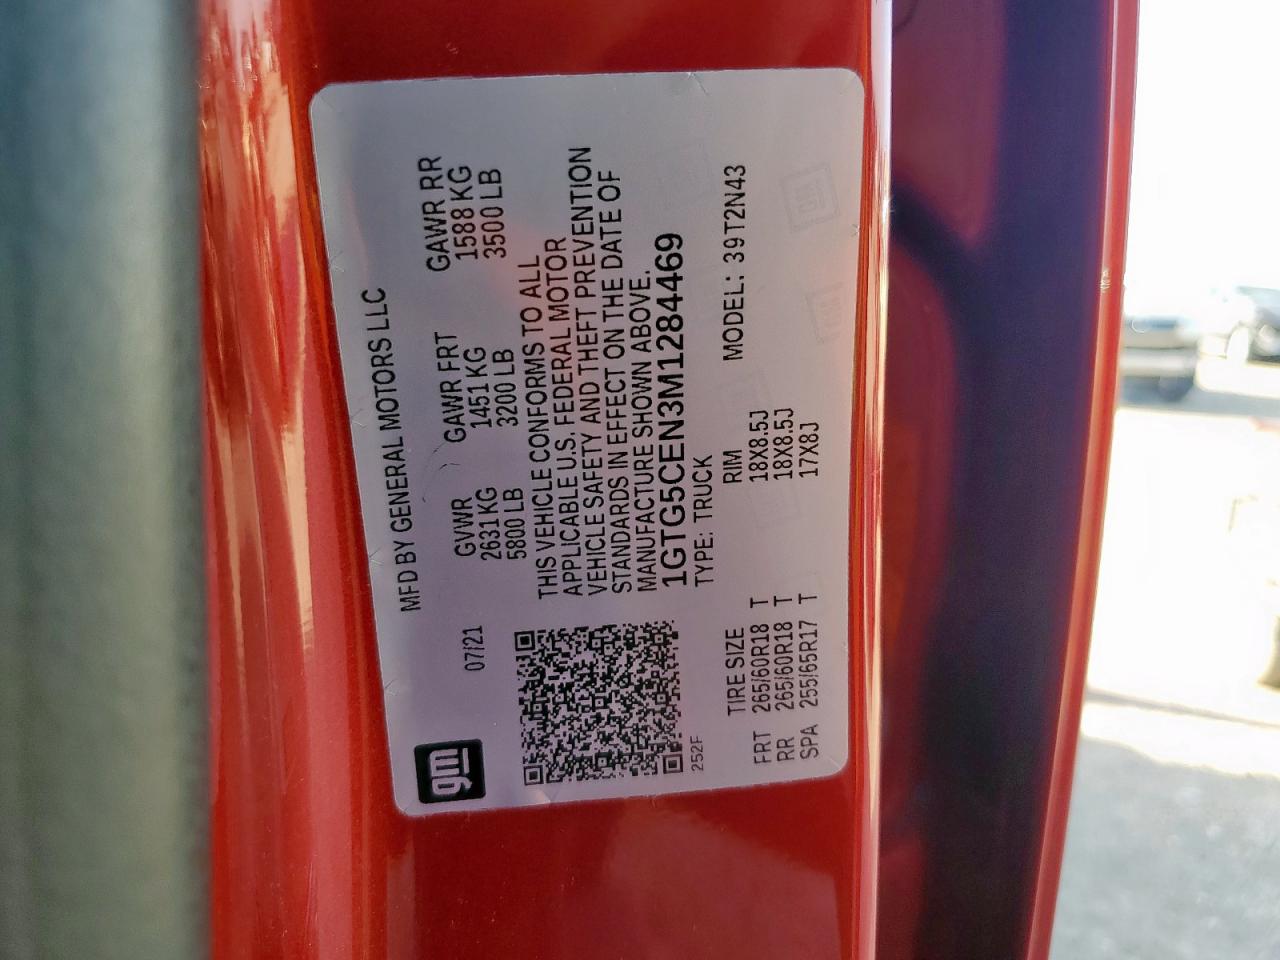 gm
MFD BY GENERAL MOTORS LLC
07/21
GVWR GAWR FRT GAWR RR
2631 KG 1451 KG 1588 KG
5800 LB 3200 LB 3500 LB
THIS VEHICLE CONFORMS TO ALL
APPLICABLE U.S. FEDERAL MOTOR
VEHICLE SAFETY AND THEFT PREVENTION
STANDARDS IN EFFECT ON THE DATE OF
MANUFACTURE SHOWN ABOVE.
1GTG5CEN3M1284469
252F
TYPE: TRUCK
MODEL: 39T2N43
TIRE SIZE RIM
FRT 265/60R18 T 18X8.5J
RR 265/60R18 T 18X8.5J
SPA 255/65R17 T 17X8J